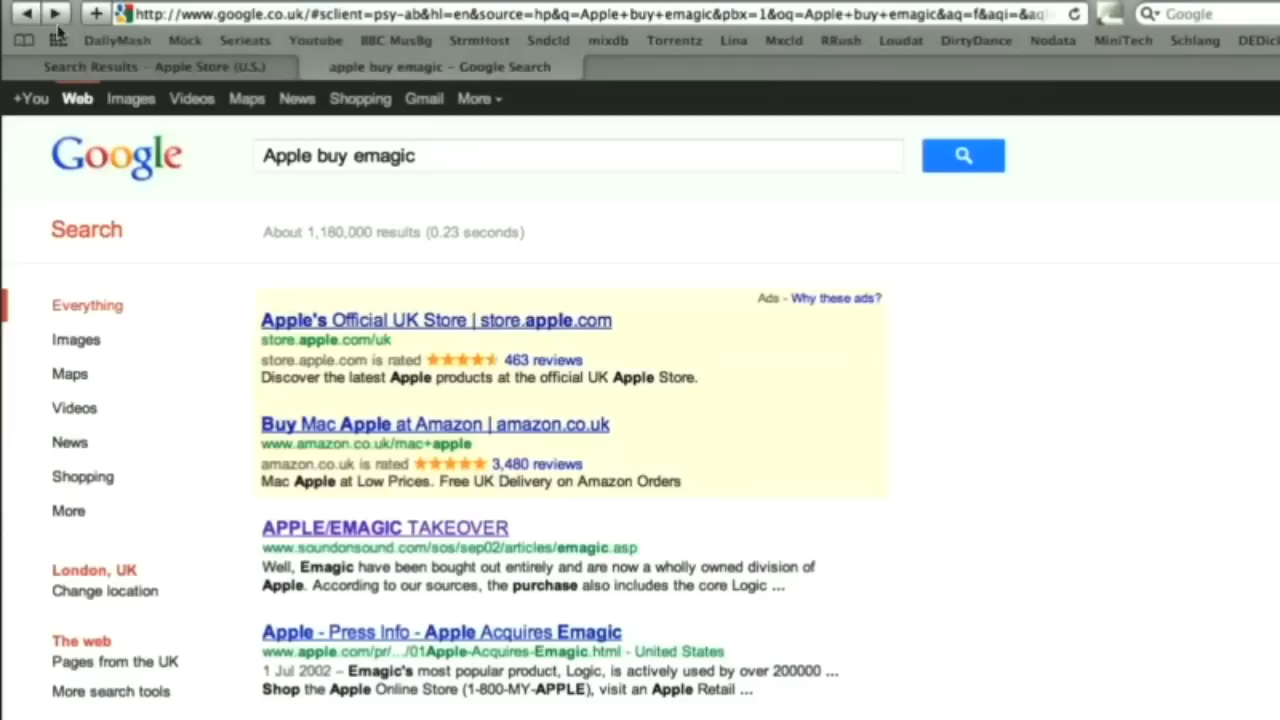 http://www.google.co.uk/#sclient=psy-ab&hl=en&source=hp&q=Apple+buy+emagic&pbx=1&oq=Apple+buy+emagic&aq=f&aqi=&aql
Google
DailyMash Möck Serieats Youtube BBC MusBg StrmHost Sndcld mixdb Torrentz Lina Mxcld RRush Loudat DirtyDance Nodata MiniTech Schlang DEDick
Search Results – Apple Store (U.S.) apple buy emagic – Google Search
+You Web Images Videos Maps News Shopping Gmail More
Google
Apple buy emagic
Search
About 1,180,000 results (0.23 seconds)
Everything
Images
Maps
Videos
News
Shopping
More
London, UK
Change location
The web
Pages from the UK
More search tools
Ads - Why these ads?
Apple's Official UK Store | store.apple.com
store.apple.com/uk
store.apple.com is rated 463 reviews
Discover the latest Apple products at the official UK Apple Store.
Buy Mac Apple at Amazon | amazon.co.uk
www.amazon.co.uk/mac+apple
amazon.co.uk is rated 3,480 reviews
Mac Apple at Low Prices. Free UK Delivery on Amazon Orders
APPLE/EMAGIC TAKEOVER
www.soundonsound.com/sos/sep02/articles/emagic.asp
Well, Emagic have been bought out entirely and are now a wholly owned division of
Apple. According to our sources, the purchase also includes the core Logic ...
Apple - Press Info - Apple Acquires Emagic
www.apple.com/pr/.../01Apple-Acquires-Emagic.html - United States
1 Jul 2002 – Emagic's most popular product, Logic, is actively used by over 200000 ...
Shop the Apple Online Store (1-800-MY-APPLE), visit an Apple Retail ...